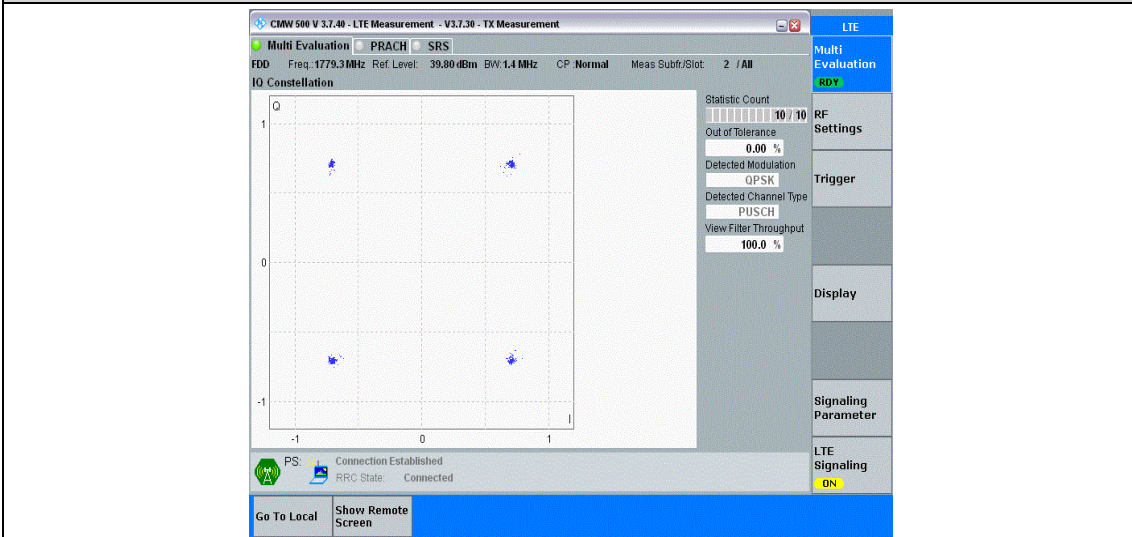 CMW 500 V 3.7.40 - LTE Measurement - V3.7.30 - TX Measurement
LTE
Multi Evaluation PRACH SRS
FDD Freq.:1779.3 MHz Ref. Level: 39.80 dBm BW:1.4 MHz CP :Normal Meas Subfr./Slot: 2 / All
IQ Constellation
Q
1
0
-1
-1 0 1
I
Statistic Count
10 / 10
Out of Tolerance
0.00 %
Detected Modulation
QPSK
Detected Channel Type
PUSCH
View Filter Throughput
100.0 %
Multi
Evaluation
RDY
RF
Settings
Trigger
Display
Signaling
Parameter
LTE
Signaling
ON
PS: Connection Established
RRC State: Connected
Go To Local
Show Remote
Screen